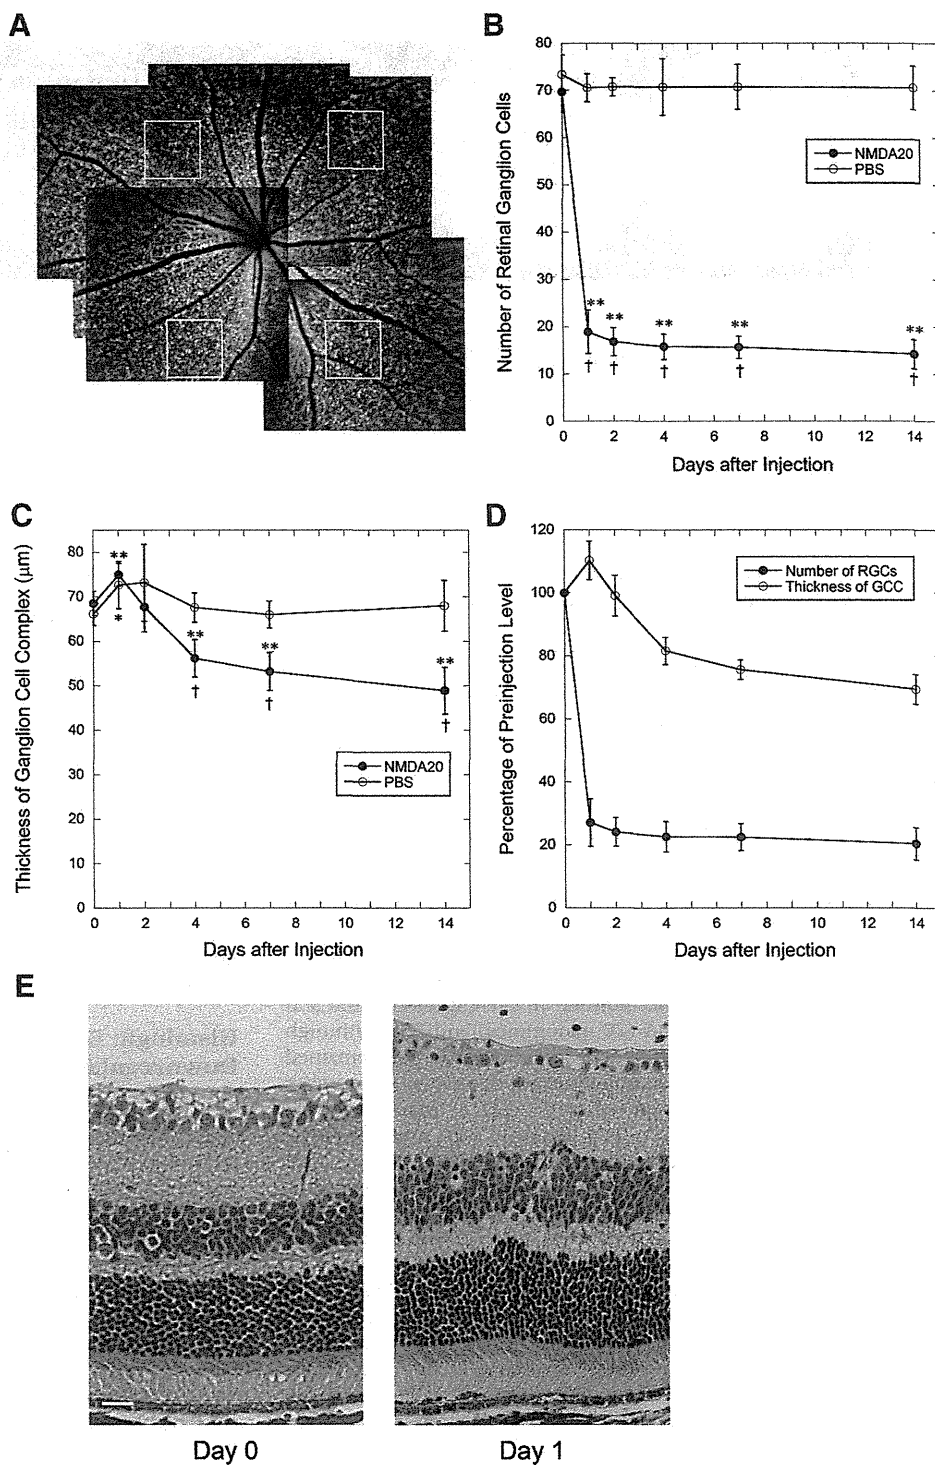 A
B
Number of Retinal Ganglion Cells
80
70
60
50
40
30
20
10
0
NMDA20
PBS
**
**
**
**
**
†
†
†
†
†
0 2 4 6 8 10 12 14
Days after Injection
C
Thickness of Ganglion Cell Complex (μm)
80
70
60
50
40
30
20
10
0
**
*
**
**
**
†
†
†
NMDA20
PBS
0 2 4 6 8 10 12 14
Days after Injection
D
Percentage of Preinjection Level
120
100
80
60
40
20
0
Number of RGCs
Thickness of GCC
0 2 4 6 8 10 12 14
Days after Injection
E
Day 0
Day 1